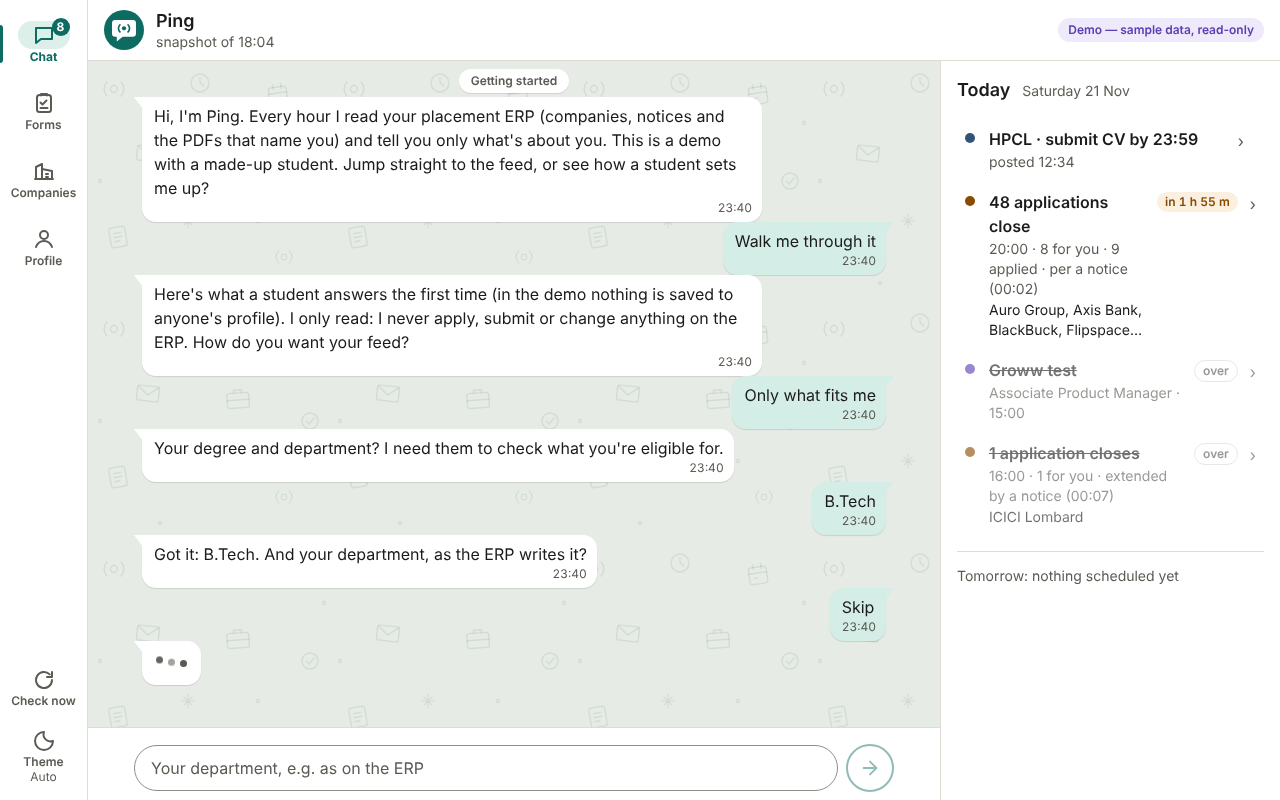 8
Chat
Forms
Companies
Profile
Check now
Theme
Auto
Ping
snapshot of 18:04
Demo — sample data, read-only
Getting started
Hi, I'm Ping. Every hour I read your placement ERP (companies, notices and
the PDFs that name you) and tell you only what's about you. This is a demo
with a made-up student. Jump straight to the feed, or see how a student sets
me up?
23:40
Walk me through it
23:40
Here's what a student answers the first time (in the demo nothing is saved to
anyone's profile). I only read: I never apply, submit or change anything on the
ERP. How do you want your feed?
23:40
Only what fits me
23:40
Your degree and department? I need them to check what you're eligible for.
23:40
B.Tech
23:40
Got it: B.Tech. And your department, as the ERP writes it?
23:40
Skip
23:40
Your department, e.g. as on the ERP
Today Saturday 21 Nov
HPCL · submit CV by 23:59
posted 12:34
48 applications
close
in 1 h 55 m
20:00 · 8 for you · 9
applied · per a notice
(00:02)
Auro Group, Axis Bank,
BlackBuck, Flipspace…
Groww test
over
Associate Product Manager ·
15:00
1 application closes
over
16:00 · 1 for you · extended
by a notice (00:07)
ICICI Lombard
Tomorrow: nothing scheduled yet